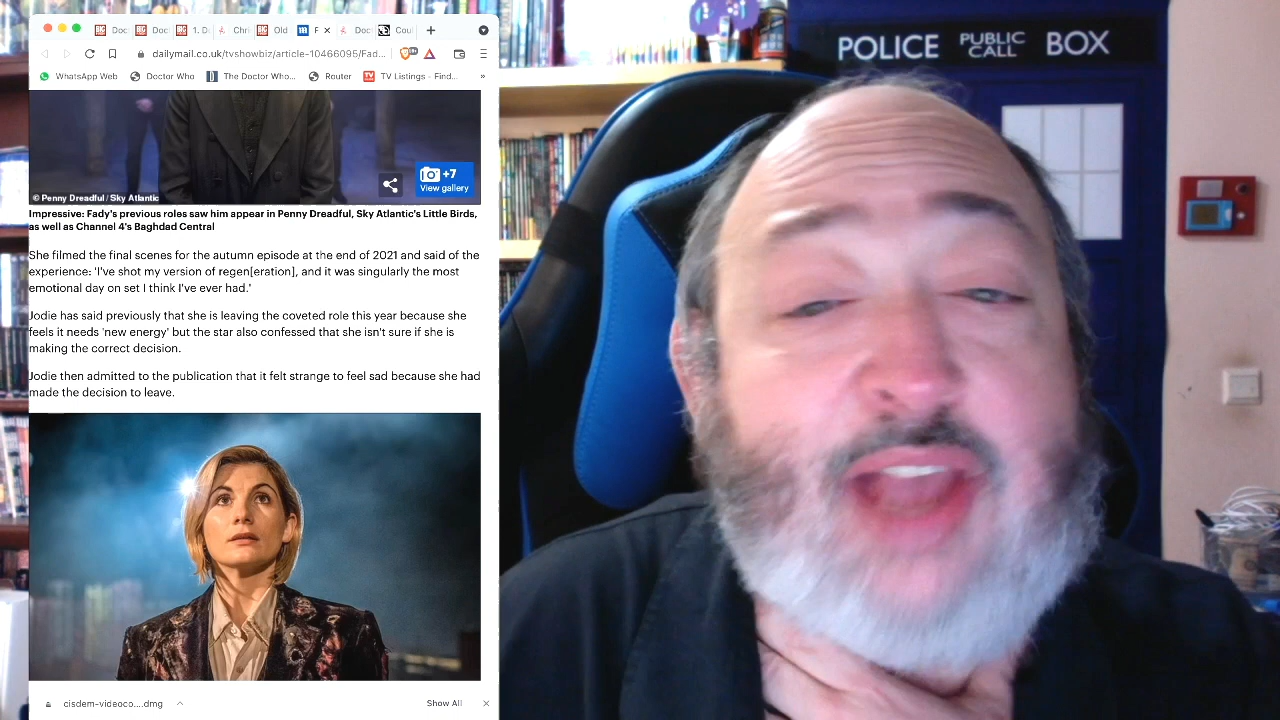 Doc
Doc
1. D
Chri
Old
F
Doc
Coul
dailymail.co.uk/tvshowbiz/article-10466095/Fad...
WhatsApp Web
Doctor Who
The Doctor Who...
Router
TV Listings - Find...
»
+7
View gallery
© Penny Dreadful / Sky Atlantic
Impressive: Fady's previous roles saw him appear in Penny Dreadful, Sky Atlantic's Little Birds,
as well as Channel 4's Baghdad Central
She filmed the final scenes for the autumn episode at the end of 2021 and said of the
experience: 'I've shot my version of regen[eration], and it was singularly the most
emotional day on set I think I've ever had.'
Jodie has said previously that she is leaving the coveted role this year because she
feels it needs 'new energy' but the star also confessed that she isn't sure if she is
making the correct decision.
Jodie then admitted to the publication that it felt strange to feel sad because she had
made the decision to leave.
cisdem-videoco....dmg
Show All
POLICE PUBLIC CALL BOX